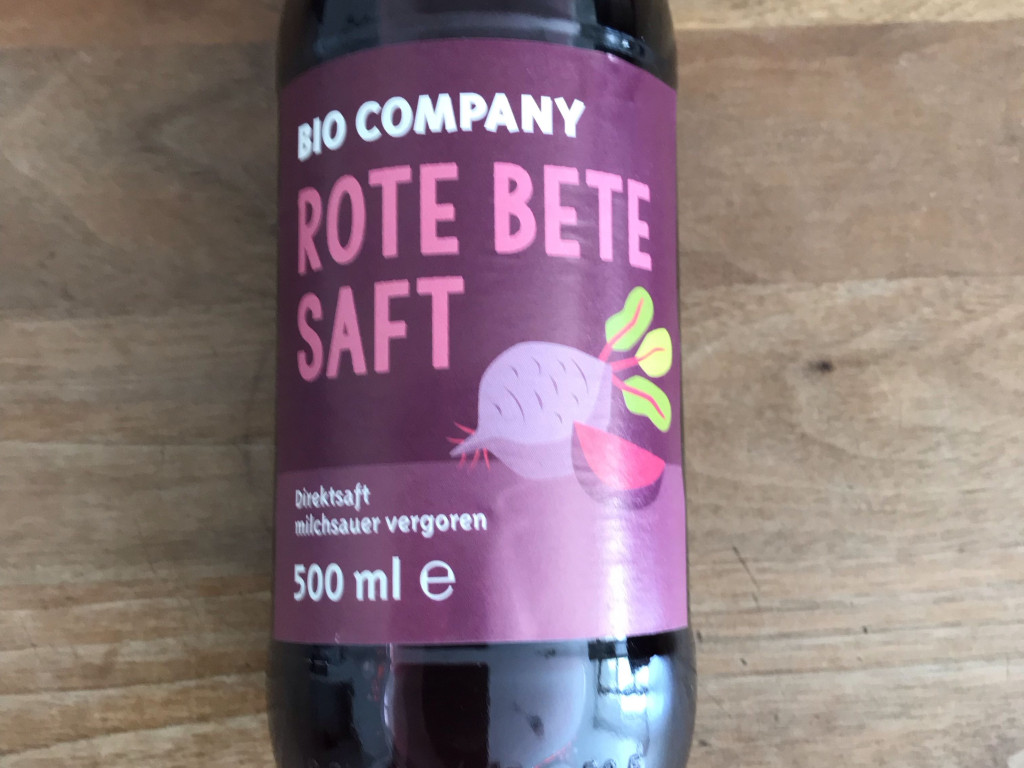 BIO COMPANY
ROTE BETE
SAFT
Direktsaft
milchsauer vergoren
500 ml e